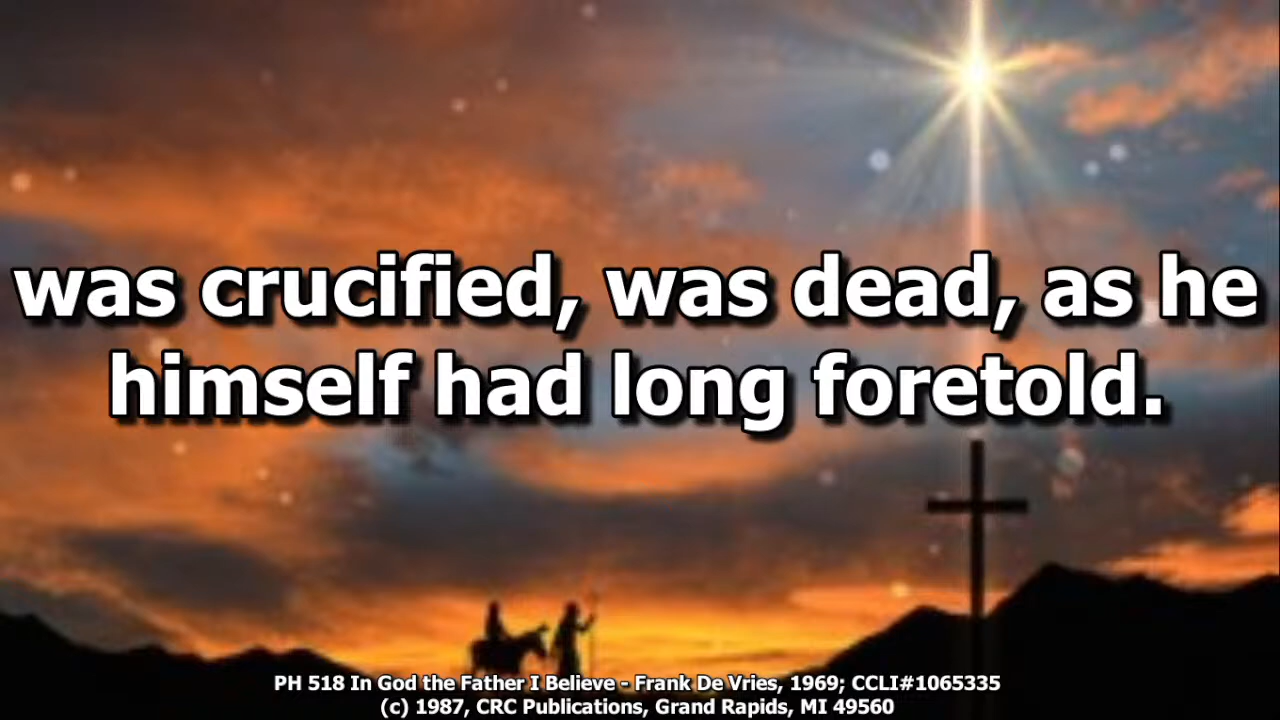 was crucified, was dead, as he
himself had long foretold.
PH 518 In God the Father I Believe - Frank De Vries, 1969; CCLI#1065335
(c) 1987, CRC Publications, Grand Rapids, MI 49560